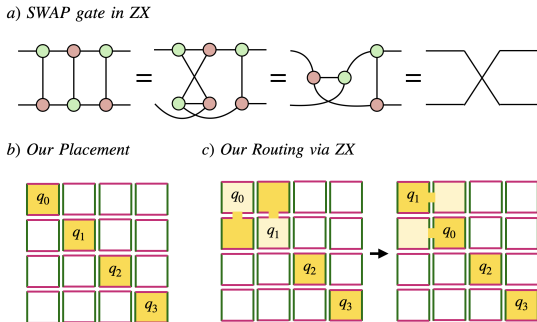 a) SWAP gate in ZX
= = =
b) Our Placement c) Our Routing via ZX
q0 q0 q1
q1 q1 q0
q2 q2 q2
q3 q3 q3